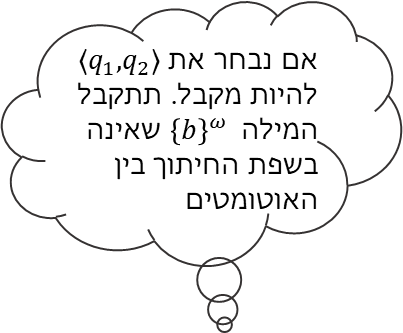 אם נבחר את ⟨q₁,q₂⟩
להיות מקבל. תתקבל
המילה {b}^ω שאינה
בשפת החיתוך בין
האוטומטים